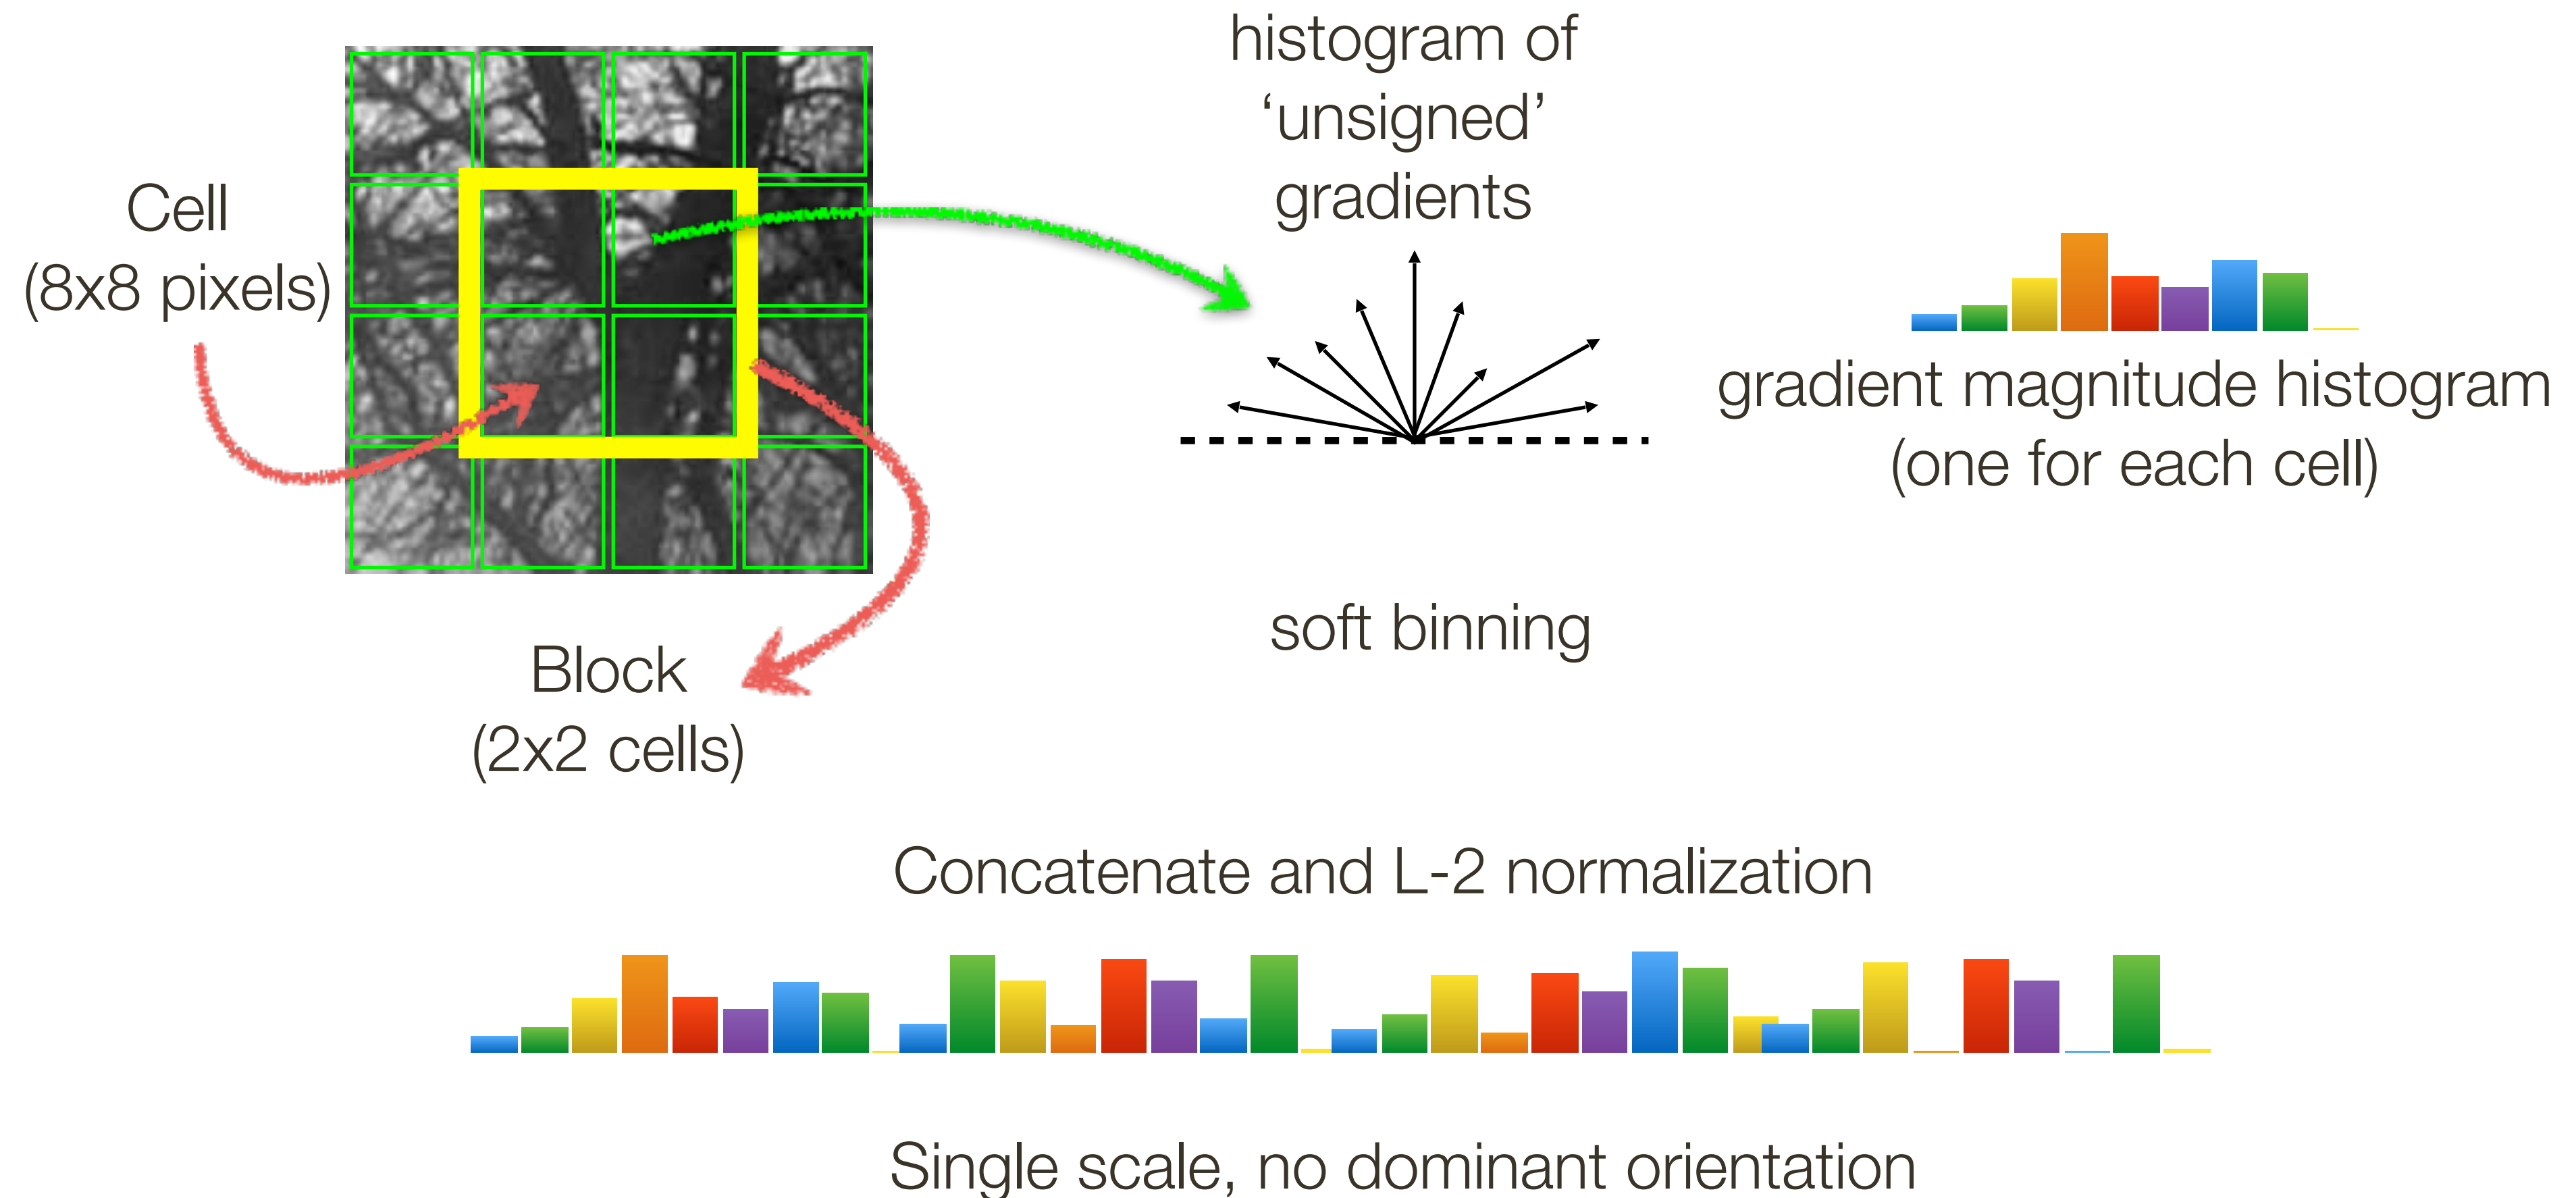 histogram of
‘unsigned’
gradients
Cell
(8x8 pixels)
gradient magnitude histogram
(one for each cell)
soft binning
Block
(2x2 cells)
Concatenate and L-2 normalization
Single scale, no dominant orientation